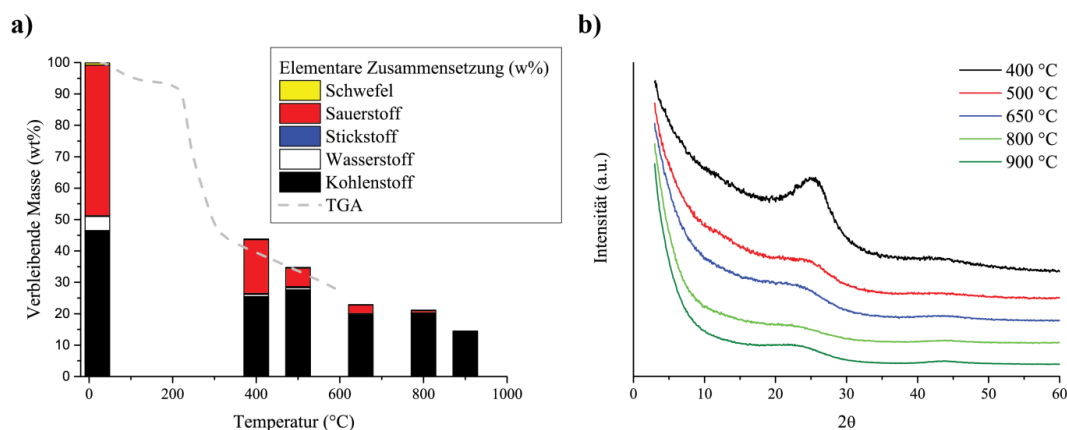 a)
Elementare Zusammensetzung (w%)
Schwefel
Sauerstoff
Stickstoff
Wasserstoff
Kohlenstoff
TGA
Verbleibende Masse (wt%)
100
90
80
70
60
50
40
30
20
10
0
0 200 400 600 800 1000
Temperatur (°C)
b)
400 °C
500 °C
650 °C
800 °C
900 °C
Intensität (a.u.)
0 10 20 30 40 50 60
2θ